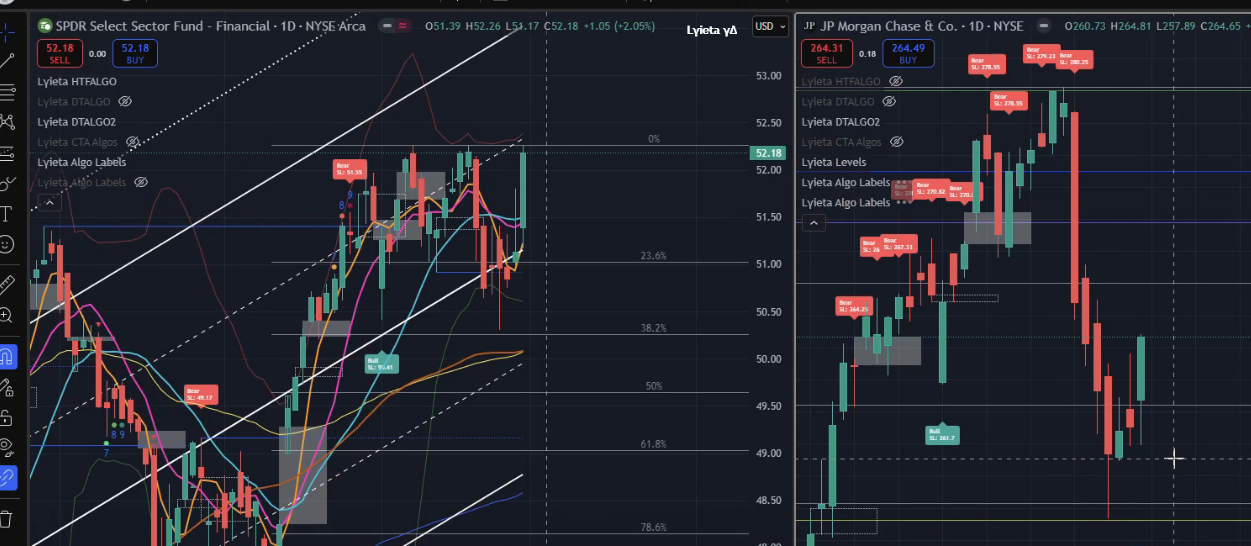 SPDR Select Sector Fund - Financial · 1D · NYSE Arca O51.39 H52.26 L51.17 C52.18 +1.05 (+2.05%)
Lyieta γΔ
USD
52.18 SELL 0.00 52.18 BUY
Lyieta HTFALGO
Lyieta DTALGO
Lyieta DTALGO2
Lyieta CTA Algos
Lyieta Algo Labels
Lyieta Algo Labels
Bear
SL: 51.55
9
8
7
Bear
SL: 49.17
8 9
7
Bull
0%
23.6%
38.2%
50%
61.8%
78.6%
53.00
52.50
52.18
52.00
51.50
51.00
50.50
50.00
49.50
49.00
48.50
JP JP Morgan Chase & Co. · 1D · NYSE O260.73 H264.81 L257.89 C264.65
264.31 SELL 0.18 264.49 BUY
Lyieta HTFALGO
Lyieta DTALGO
Lyieta DTALGO2
Lyieta CTA Algos
Lyieta Levels
Lyieta Algo Labels
Lyieta Algo Labels
Bear
SL: 278.55
Bear
SL: 279.23
Bear
SL: 280.25
Bear
SL: 278.55
Bear
Bear
SL: 270.82
Bear
Bear
Bear
SL: 267.31
Bear
SL: 264.25
Bull
SL: 261.7